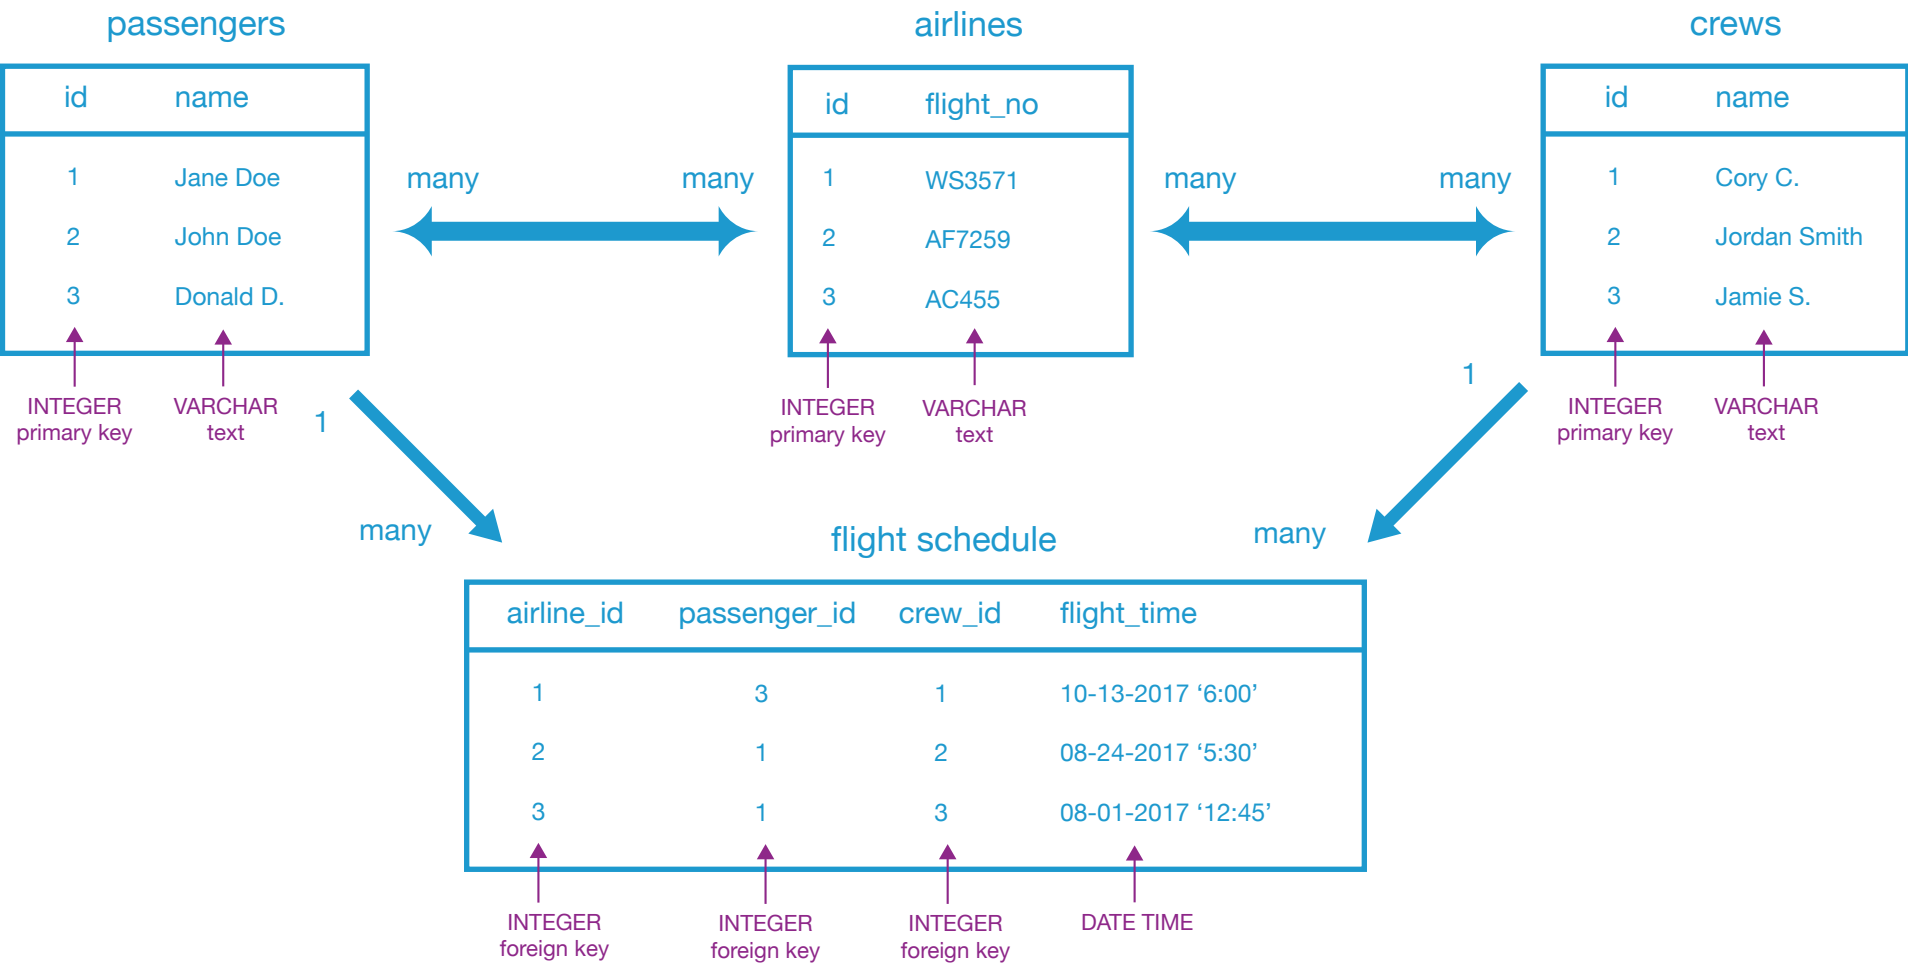 passengers
airlines
crews
id name
id flight_no
id name
1 Jane Doe
2 John Doe
3 Donald D.
many many
1 WS3571
2 AF7259
3 AC455
many many
1 Cory C.
2 Jordan Smith
3 Jamie S.
INTEGER
primary key
VARCHAR
text
INTEGER
primary key
VARCHAR
text
INTEGER
primary key
VARCHAR
text
1
many
1
many
flight schedule
airline_id passenger_id crew_id flight_time
1 3 1 10-13-2017 ‘6:00’
2 1 2 08-24-2017 ‘5:30’
3 1 3 08-01-2017 ‘12:45’
INTEGER
foreign key
INTEGER
foreign key
INTEGER
foreign key
DATE TIME